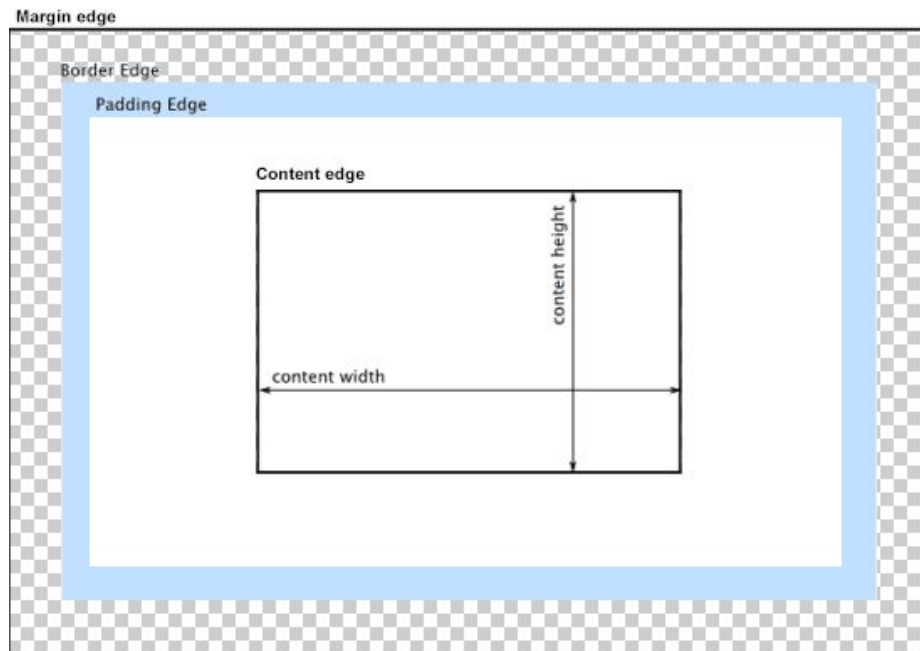 Margin edge
Border Edge
Padding Edge
Content edge
content height
content width